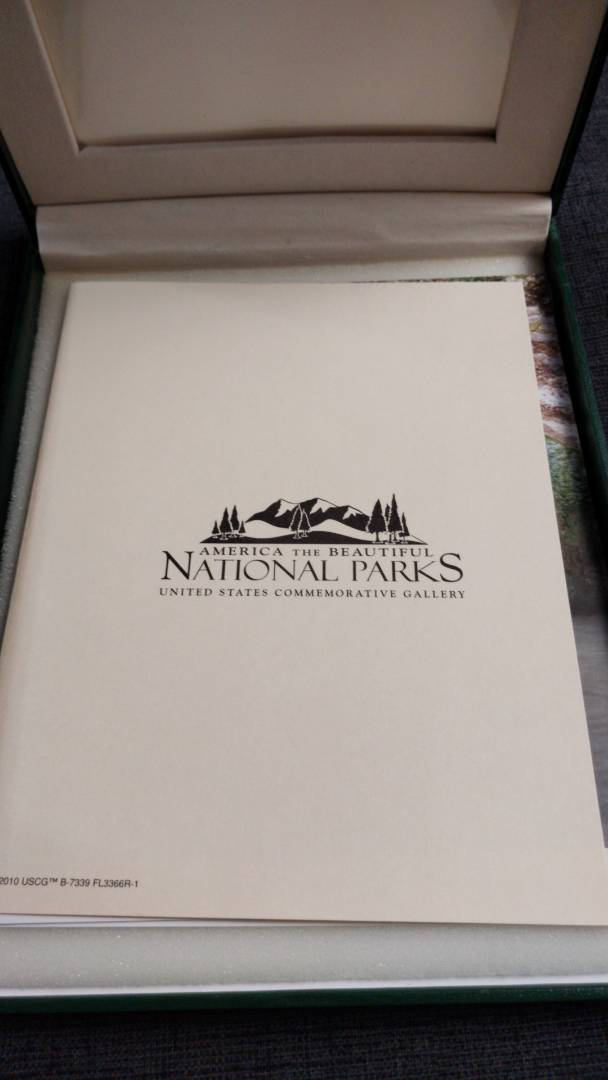 AMERICA THE BEAUTIFUL
NATIONAL PARKS
UNITED STATES COMMEMORATIVE GALLERY
2010 USCG™ B-7339 FL3366R-1